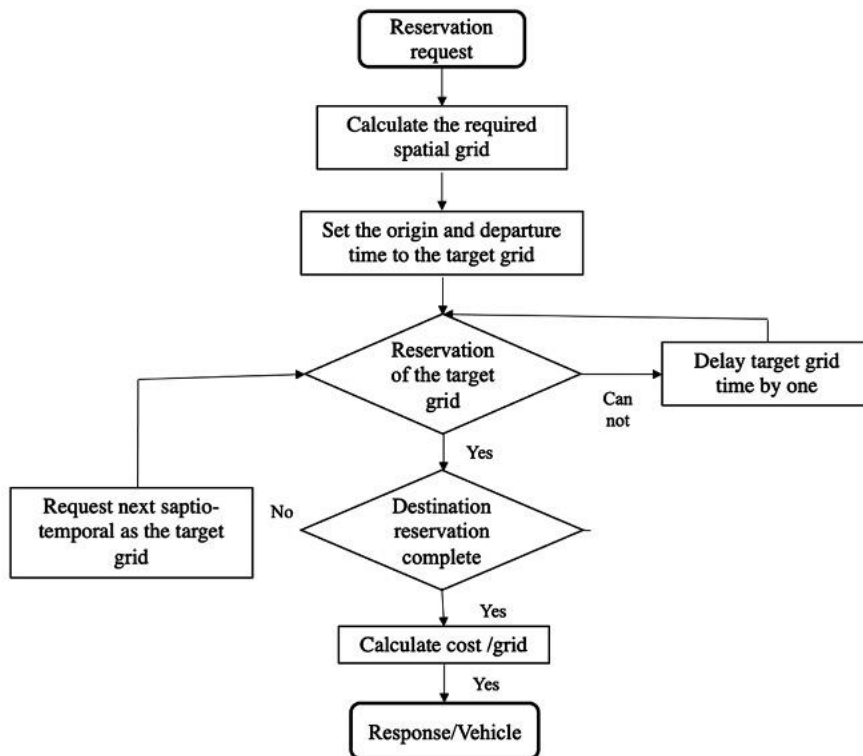 Reservation
request
Calculate the required
spatial grid
Set the origin and departure
time to the target grid
Reservation
of the target
grid
Can
not
Delay target grid
time by one
Yes
Request next saptio-
temporal as the target
grid
No
Destination
reservation
complete
Yes
Calculate cost /grid
Yes
Response/Vehicle